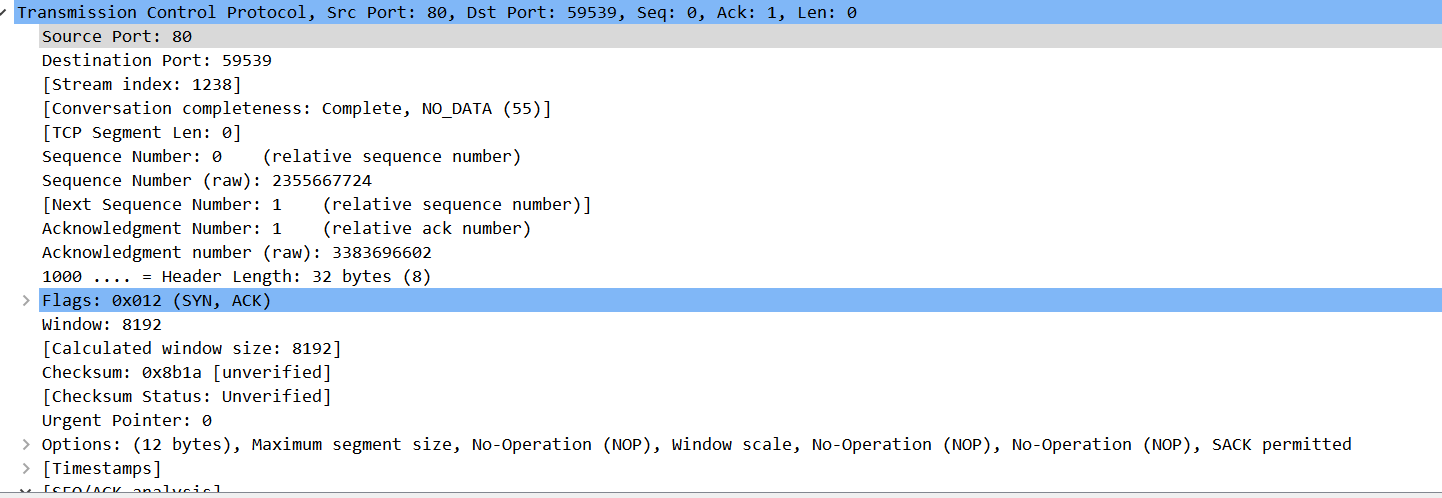 Transmission Control Protocol, Src Port: 80, Dst Port: 59539, Seq: 0, Ack: 1, Len: 0
Source Port: 80
Destination Port: 59539
[Stream index: 1238]
[Conversation completeness: Complete, NO_DATA (55)]
[TCP Segment Len: 0]
Sequence Number: 0    (relative sequence number)
Sequence Number (raw): 2355667724
[Next Sequence Number: 1    (relative sequence number)]
Acknowledgment Number: 1    (relative ack number)
Acknowledgment number (raw): 3383696602
1000 .... = Header Length: 32 bytes (8)
Flags: 0x012 (SYN, ACK)
Window: 8192
[Calculated window size: 8192]
Checksum: 0x8b1a [unverified]
[Checksum Status: Unverified]
Urgent Pointer: 0
Options: (12 bytes), Maximum segment size, No-Operation (NOP), Window scale, No-Operation (NOP), No-Operation (NOP), SACK permitted
[Timestamps]
[SEQ/ACK analysis]